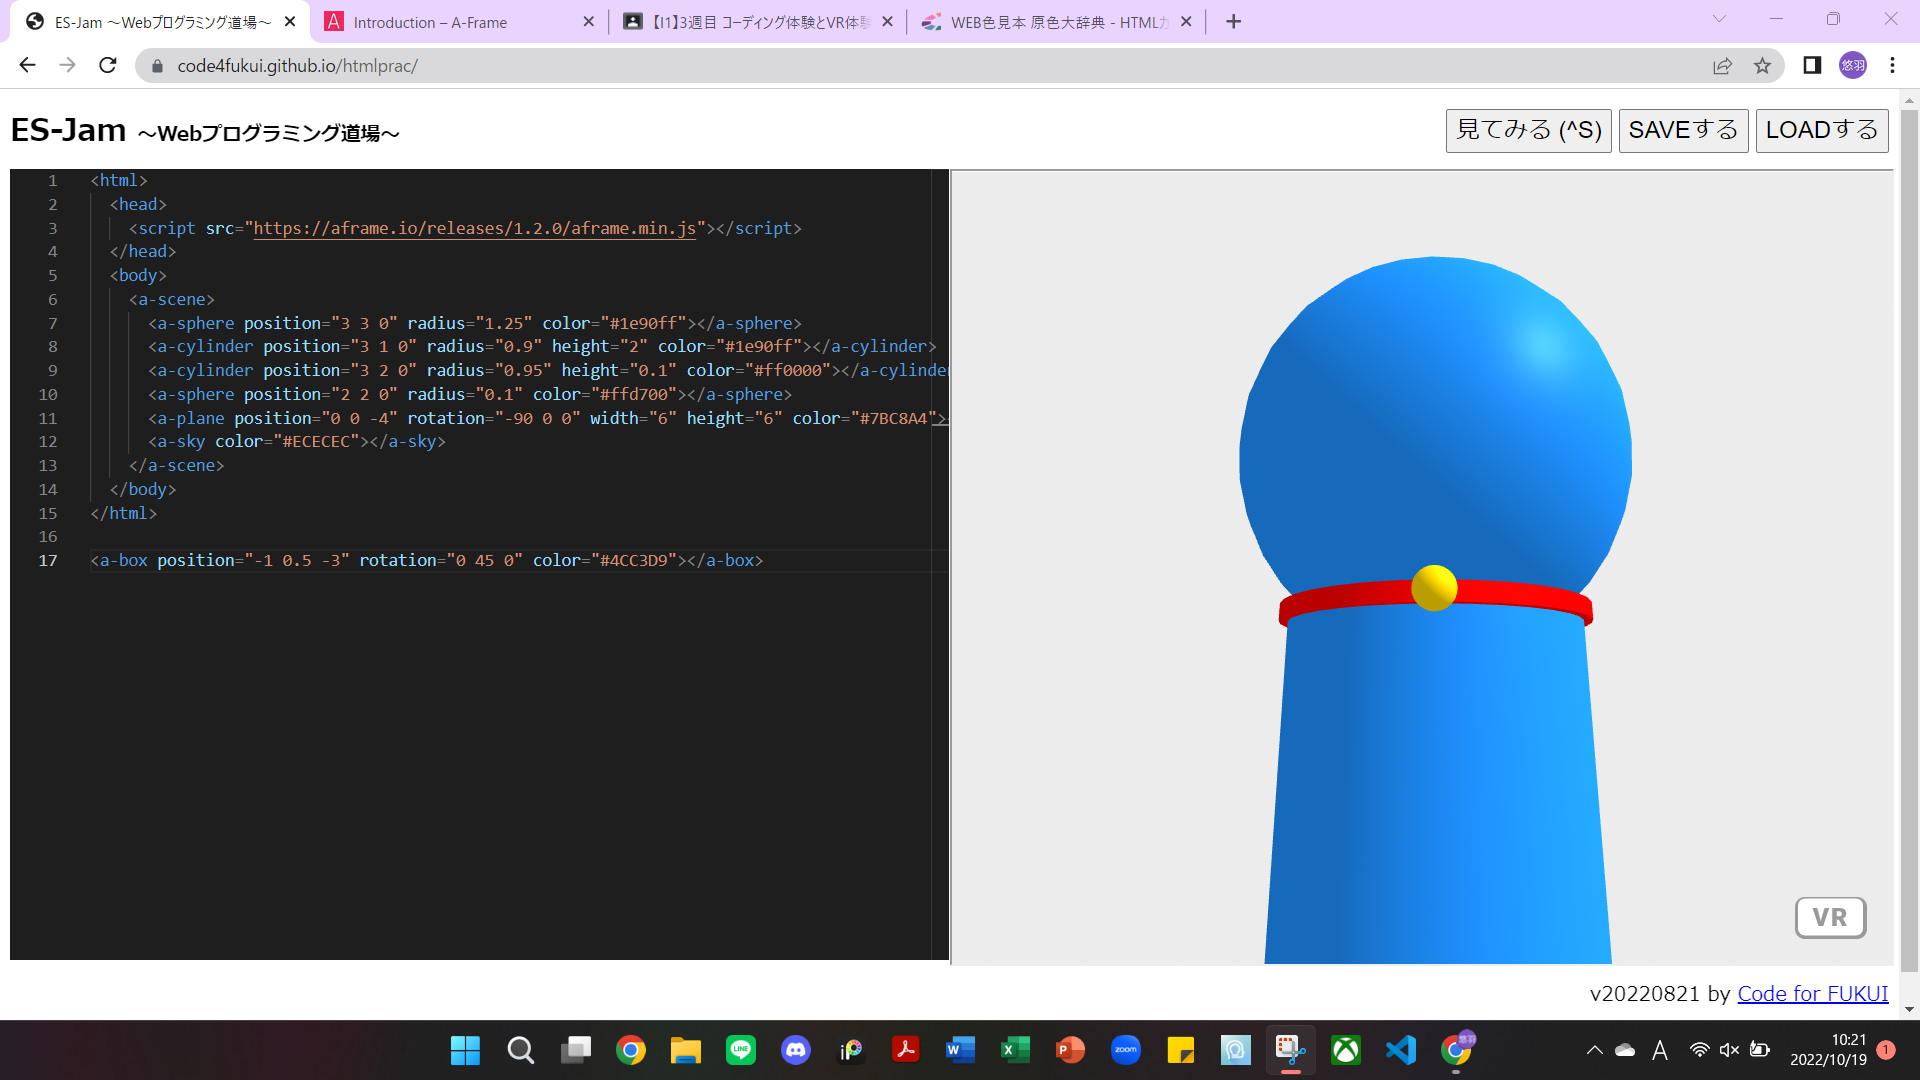 ES-Jam ～Webプログラミング道場～
Introduction – A-Frame
【I1】3週目 コーディング体験とVR体験
WEB色見本 原色大辞典 - HTMLカ
code4fukui.github.io/htmlprac/
悠羽
ES-Jam ～Webプログラミング道場～
見てみる (^S)
SAVEする
LOADする
1 <html>
2 <head>
3 <script src="https://aframe.io/releases/1.2.0/aframe.min.js"></script>
4 </head>
5 <body>
6 <a-scene>
7 <a-sphere position="3 3 0" radius="1.25" color="#1e90ff"></a-sphere>
8 <a-cylinder position="3 1 0" radius="0.9" height="2" color="#1e90ff"></a-cylinder>
9 <a-cylinder position="3 2 0" radius="0.95" height="0.1" color="#ff0000"></a-cylinder
10 <a-sphere position="2 2 0" radius="0.1" color="#ffd700"></a-sphere>
11 <a-plane position="0 0 -4" rotation="-90 0 0" width="6" height="6" color="#7BC8A4"><
12 <a-sky color="#ECECEC"></a-sky>
13 </a-scene>
14 </body>
15 </html>
16
17 <a-box position="-1 0.5 -3" rotation="0 45 0" color="#4CC3D9"></a-box>
VR
v20220821 by Code for FUKUI
LINE
zoom
A
10:21
2022/10/19
1